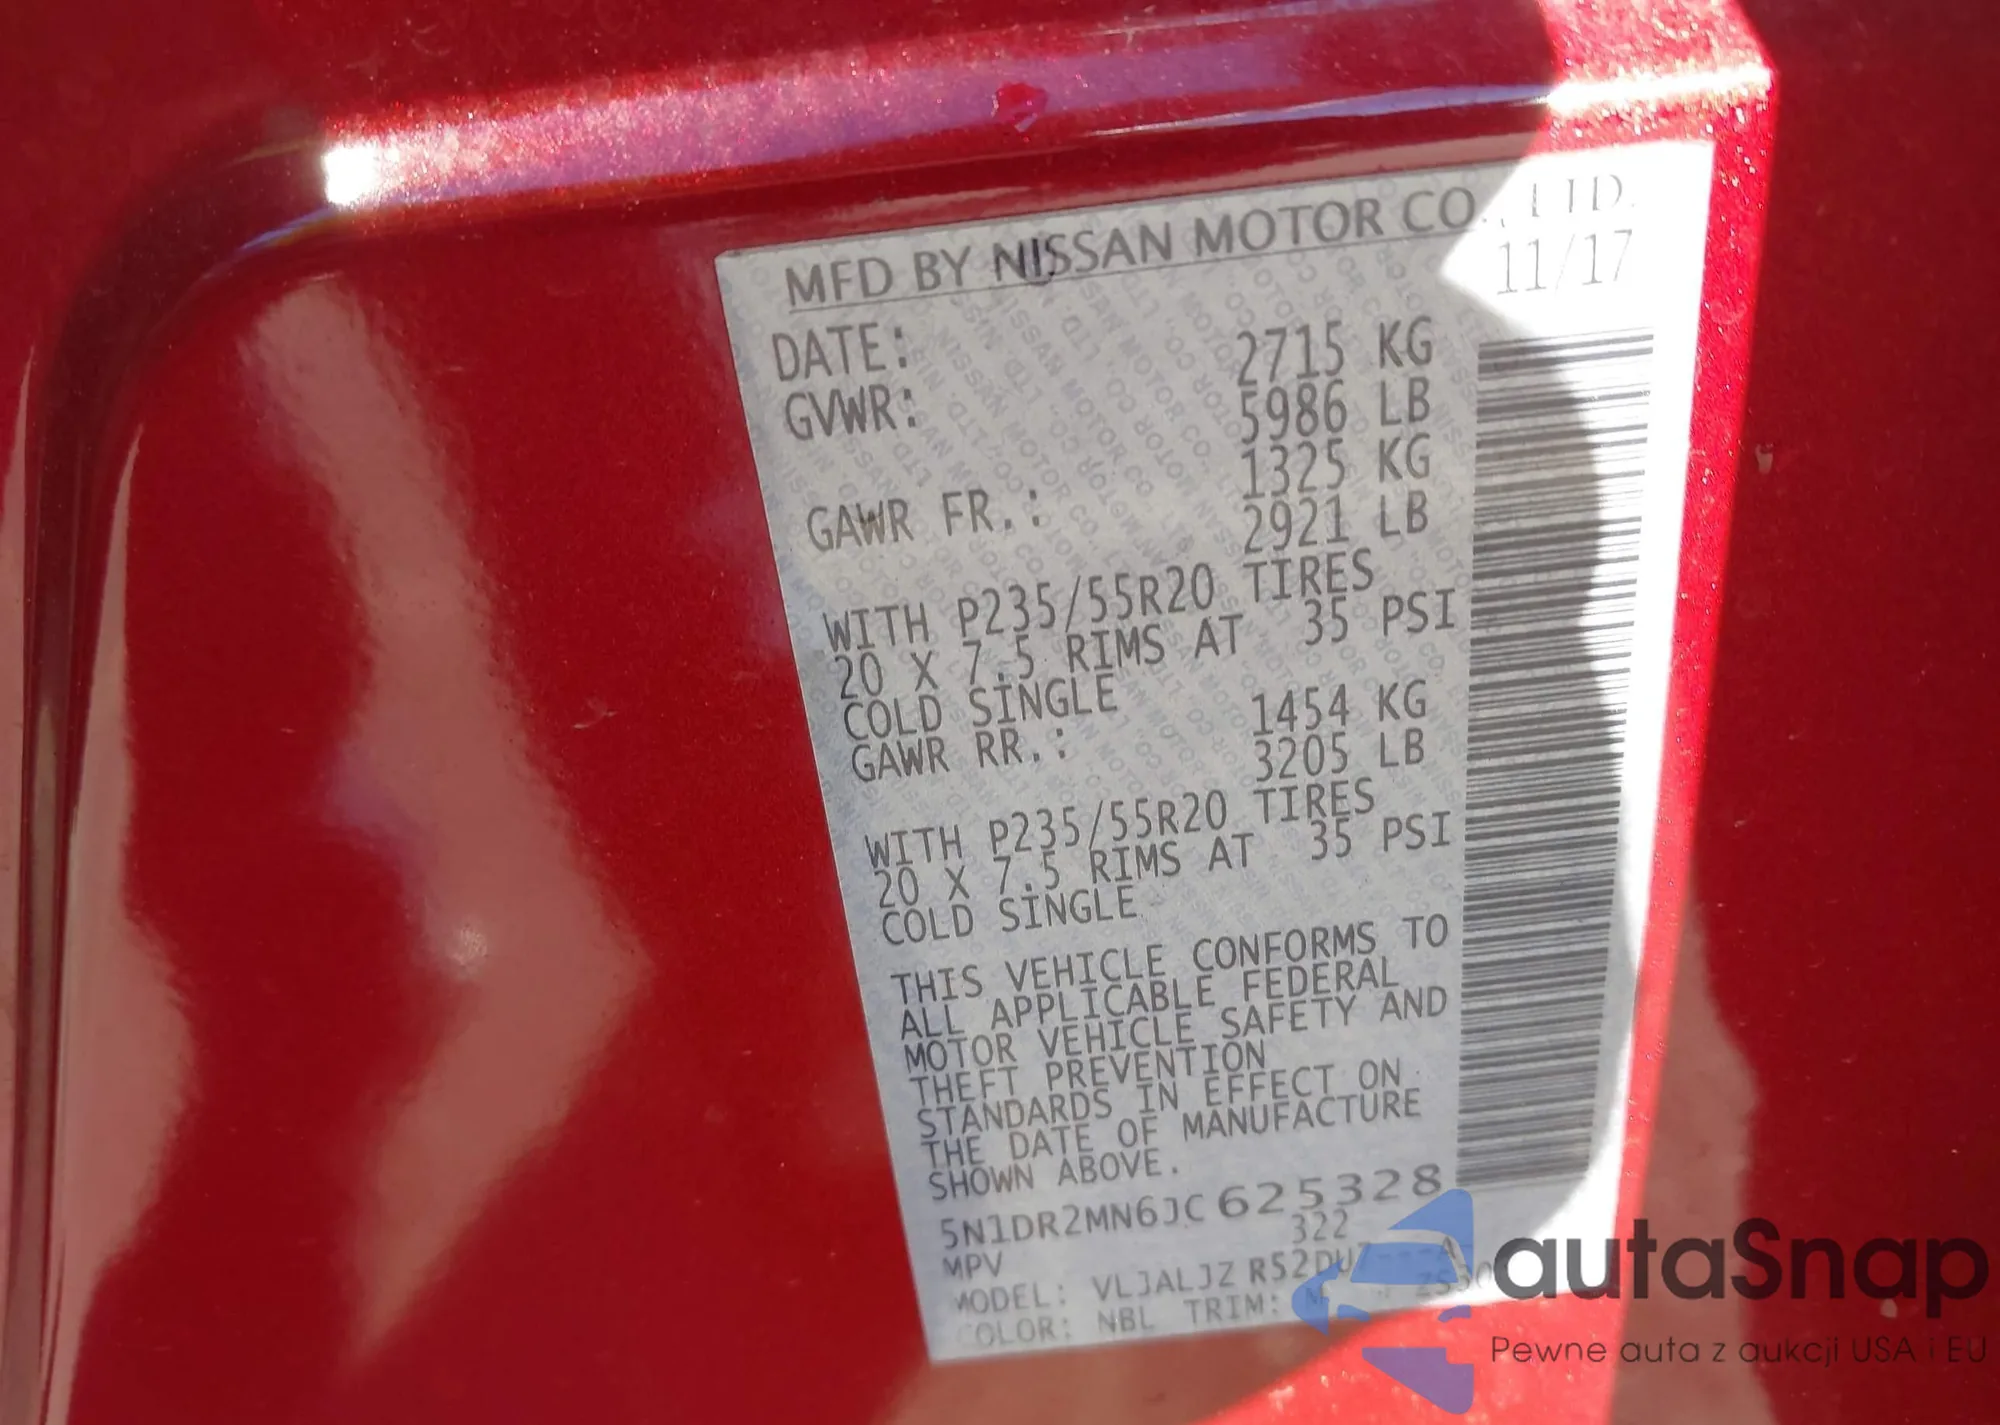 MFD BY NISSAN MOTOR CO., LTD.
DATE: 11/17
GVWR: 2715 KG
5986 LB
GAWR FR.: 1325 KG
2921 LB
WITH P235/55R20 TIRES
20 X 7.5 RIMS AT 35 PSI
COLD SINGLE
GAWR RR.: 1454 KG
3205 LB
WITH P235/55R20 TIRES
20 X 7.5 RIMS AT 35 PSI
COLD SINGLE
THIS VEHICLE CONFORMS TO
ALL APPLICABLE FEDERAL
MOTOR VEHICLE SAFETY AND
THEFT PREVENTION
STANDARDS IN EFFECT ON
THE DATE OF MANUFACTURE
SHOWN ABOVE.
5N1DR2MN6JC 625328
MPV 322
MODEL: VLJALJZ
COLOR: NBL TRIM:
autaSnap
Pewne auta z aukcji USA i EU